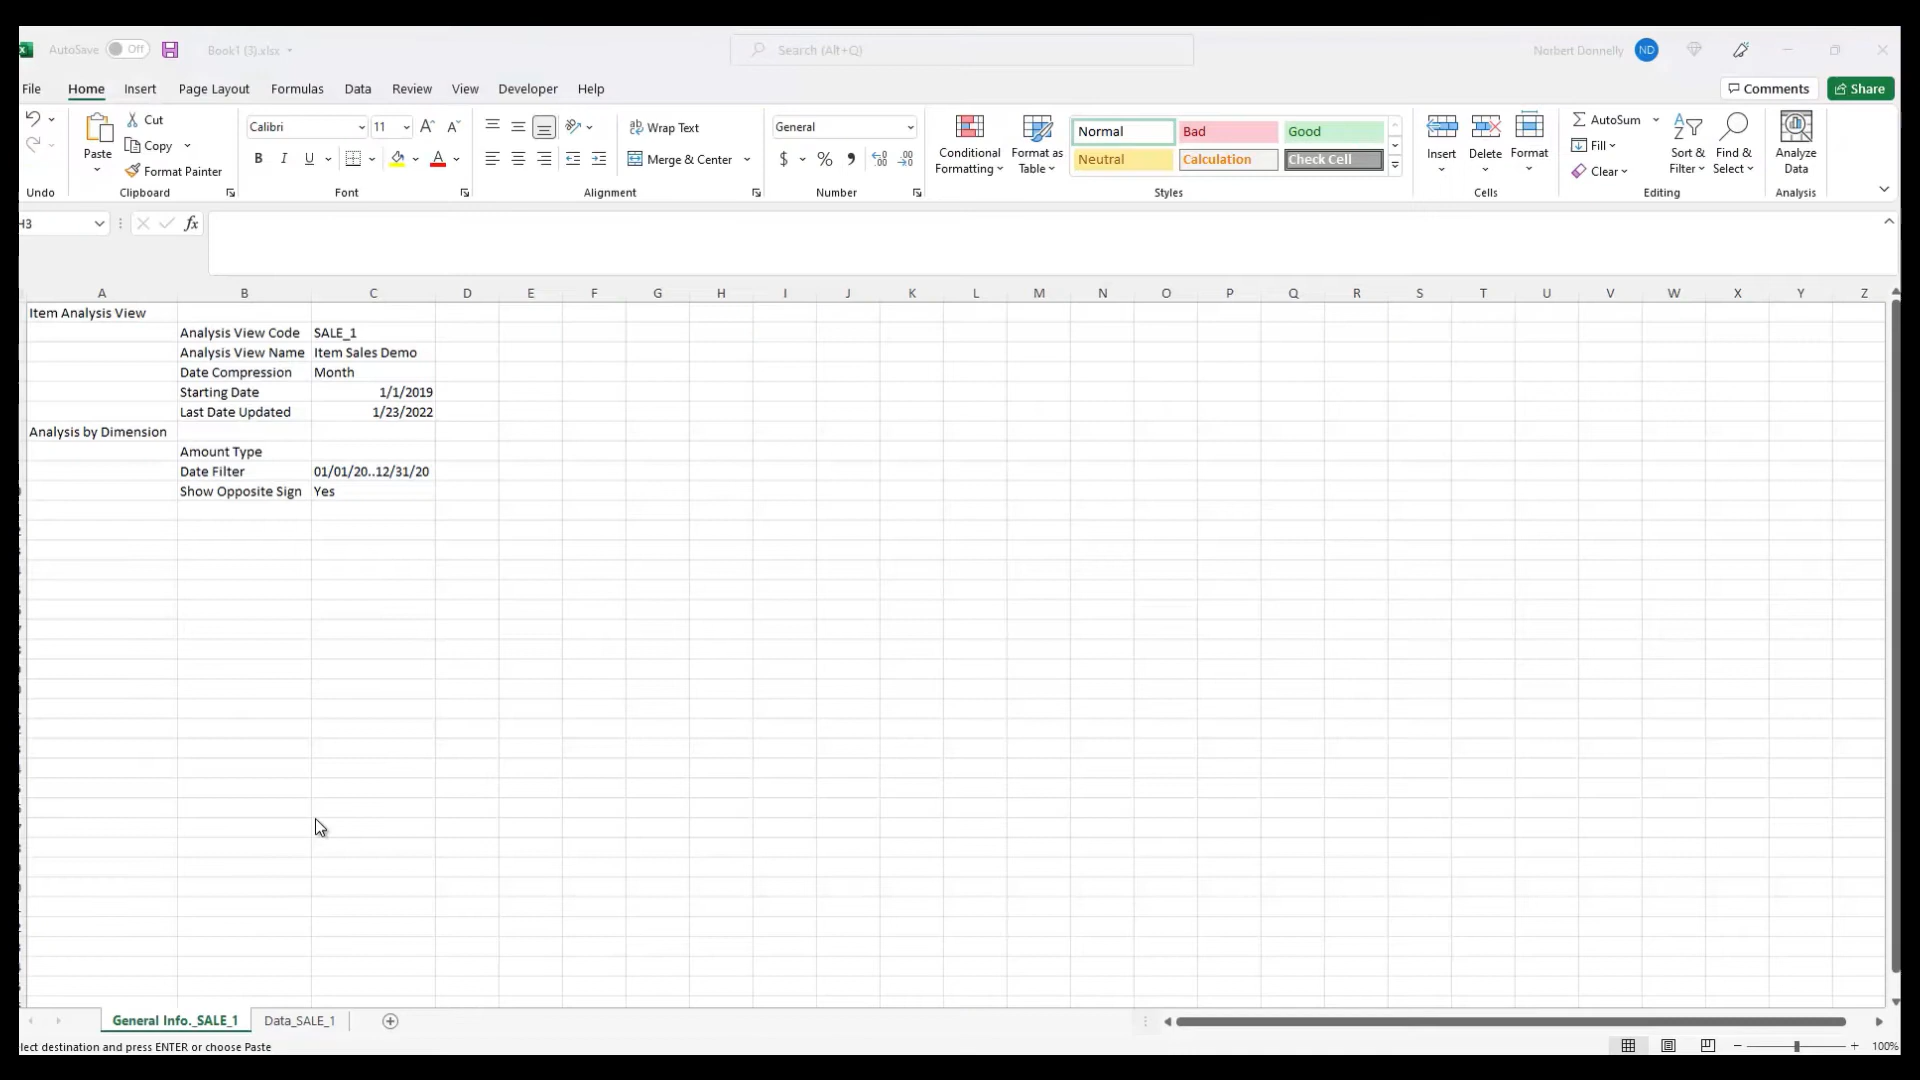 AutoSave Off Book1 (3).xlsx Search (Alt+Q) Norbert Donnelly ND
File Home Insert Page Layout Formulas Data Review View Developer Help Comments Share
Undo
Paste
Cut
Copy
Format Painter
Clipboard
Calibri 11
B I U A
Font
Wrap Text
Merge & Center
Alignment
General
$ %
Number
Conditional Formatting
Format as Table
Normal Bad Good
Neutral Calculation Check Cell
Styles
Insert Delete Format
Cells
AutoSum
Fill
Clear
Sort & Filter
Find & Select
Editing
Analyze Data
Analysis
H3 fx
A B C D E F G H I J K L M N O P Q R S T U V W X Y Z
Item Analysis View
Analysis View Code SALE_1
Analysis View Name Item Sales Demo
Date Compression Month
Starting Date 1/1/2019
Last Date Updated 1/23/2022
Analysis by Dimension
Amount Type
Date Filter 01/01/20..12/31/20
Show Opposite Sign Yes
General Info._SALE_1 Data_SALE_1
lect destination and press ENTER or choose Paste 100%